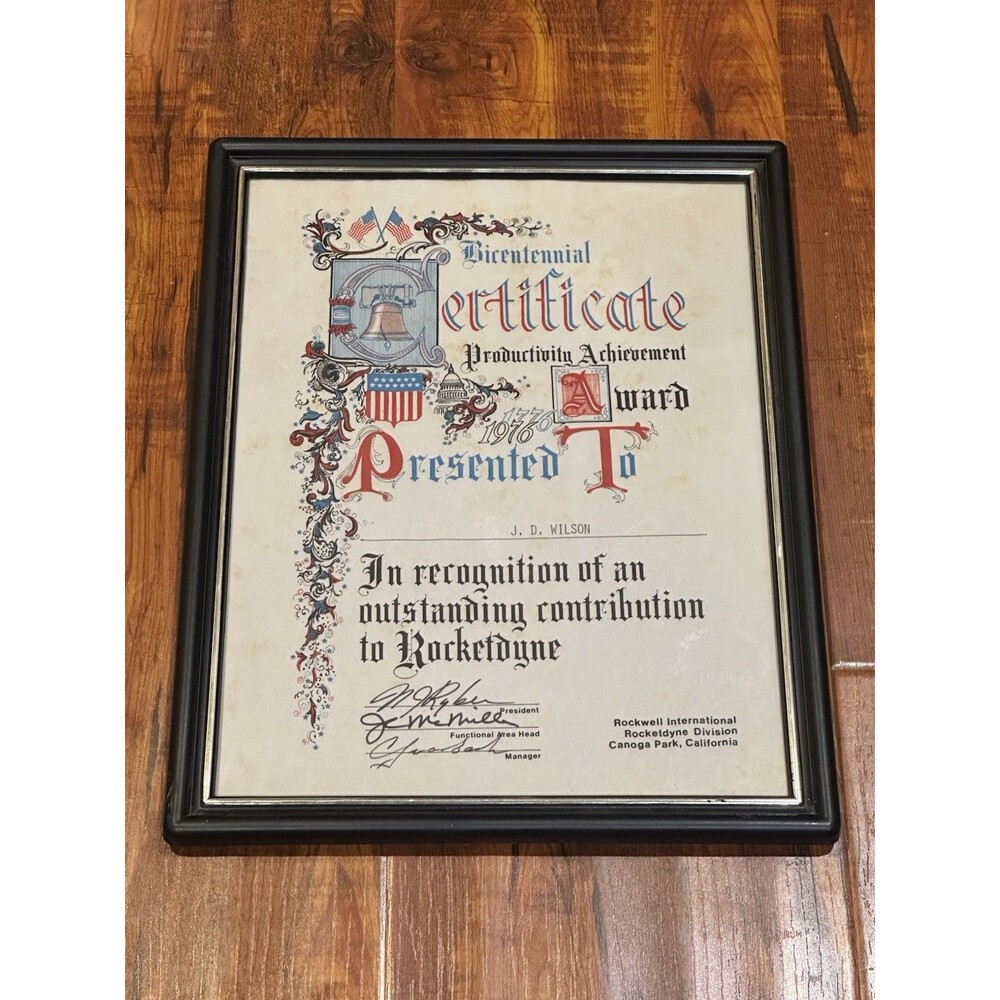 Bicentennial
Certificate
Productivity Achievement
Award
1776
1976
Presented To
J. D. WILSON
In recognition of an
outstanding contribution
to Rocketdyne
President
Functional Area Head
Manager
Rockwell International
Rocketdyne Division
Canoga Park, California